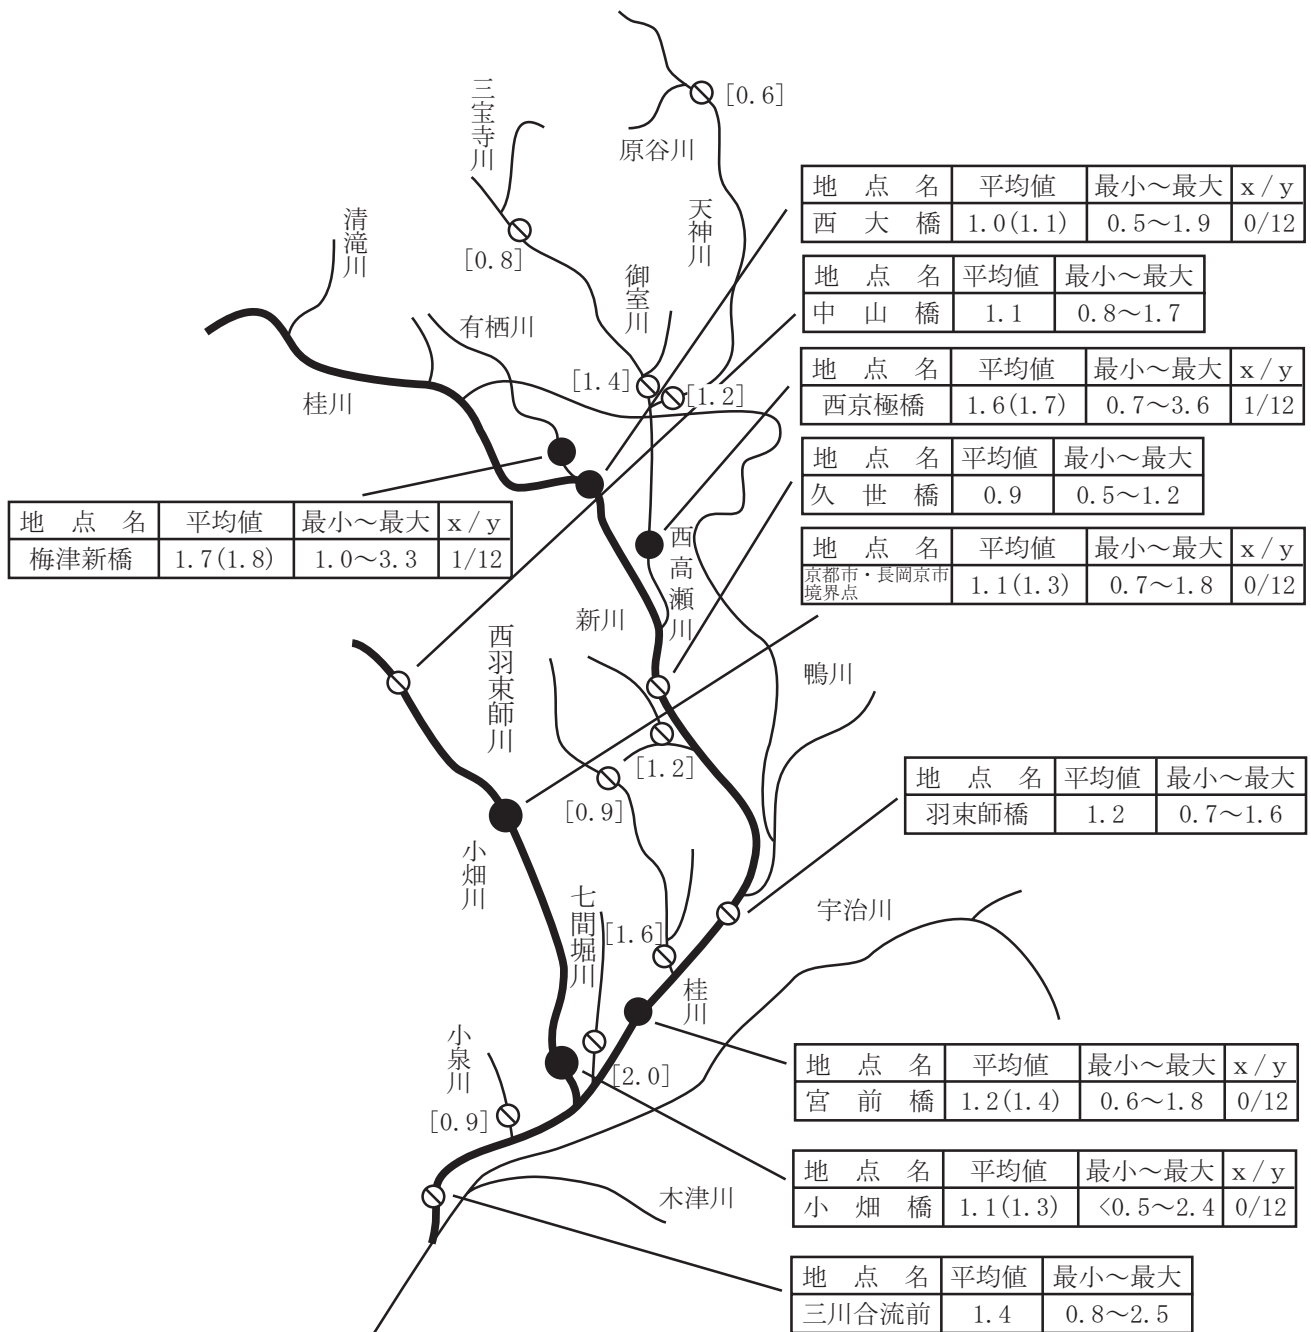 [0.6]
三宝寺川
原谷川
地点名 平均値 最小～最大 x/y
西大橋 1.0(1.1) 0.5～1.9 0/12
天神川
清滝川
[0.8]
御室川
地点名 平均値 最小～最大
中山橋 1.1 0.8～1.7
有栖川
地点名 平均値 最小～最大 x/y
西京極橋 1.6(1.7) 0.7～3.6 1/12
[1.4]
[1.2]
桂川
地点名 平均値 最小～最大
久世橋 0.9 0.5～1.2
地点名 平均値 最小～最大 x/y
梅津新橋 1.7(1.8) 1.0～3.3 1/12
西高瀬川
地点名 平均値 最小～最大 x/y
京都市・長岡京市
境界点 1.1(1.3) 0.7～1.8 0/12
新川
西羽束師川
鴨川
[1.2]
[0.9]
地点名 平均値 最小～最大
羽束師橋 1.2 0.7～1.6
小畑川
七間堀川
宇治川
[1.6]
桂川
小泉川
[2.0]
地点名 平均値 最小～最大 x/y
宮前橋 1.2(1.4) 0.6～1.8 0/12
[0.9]
地点名 平均値 最小～最大 x/y
小畑橋 1.1(1.3) <0.5～2.4 0/12
木津川
地点名 平均値 最小～最大
三川合流前 1.4 0.8～2.5